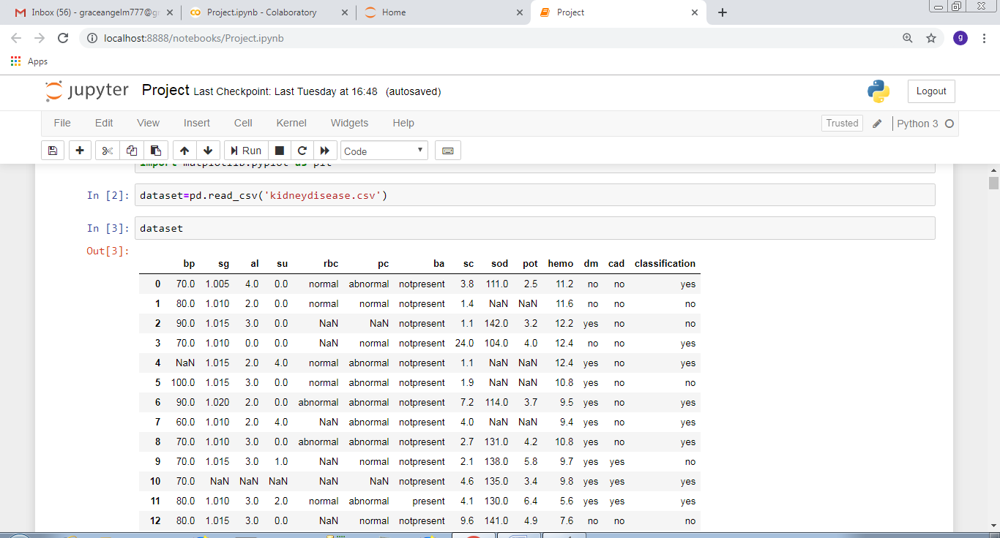 Inbox (56) - graceangelm777@g
Project.ipynb - Colaboratory
Home
Project
localhost:8888/notebooks/Project.ipynb
g
Apps
jupyter Project Last Checkpoint: Last Tuesday at 16:48 (autosaved)
Logout
File Edit View Insert Cell Kernel Widgets Help
Trusted Python 3
Run Code
import matplotlib.pyplot as plt
In [2]: dataset=pd.read_csv('kidneydisease.csv')
In [3]: dataset
Out[3]:
bp sg al su rbc pc ba sc sod pot hemo dm cad classification
0 70.0 1.005 4.0 0.0 normal abnormal notpresent 3.8 111.0 2.5 11.2 no no yes
1 80.0 1.010 2.0 0.0 normal normal notpresent 1.4 NaN NaN 11.6 no no no
2 90.0 1.015 3.0 0.0 NaN NaN notpresent 1.1 142.0 3.2 12.2 yes no no
3 70.0 1.010 0.0 0.0 NaN normal notpresent 24.0 104.0 4.0 12.4 no no yes
4 NaN 1.015 2.0 4.0 normal abnormal notpresent 1.1 NaN NaN 12.4 yes no yes
5 100.0 1.015 3.0 0.0 normal abnormal notpresent 1.9 NaN NaN 10.8 yes no no
6 90.0 1.020 2.0 0.0 abnormal abnormal notpresent 7.2 114.0 3.7 9.5 yes no yes
7 60.0 1.010 2.0 4.0 NaN abnormal notpresent 4.0 NaN NaN 9.4 yes no yes
8 70.0 1.010 3.0 0.0 abnormal abnormal notpresent 2.7 131.0 4.2 10.8 yes no yes
9 70.0 1.015 3.0 1.0 NaN normal notpresent 2.1 138.0 5.8 9.7 yes yes no
10 70.0 NaN NaN NaN NaN NaN notpresent 4.6 135.0 3.4 9.8 yes yes yes
11 80.0 1.010 3.0 2.0 normal abnormal present 4.1 130.0 6.4 5.6 yes yes yes
12 80.0 1.015 3.0 0.0 NaN normal notpresent 9.6 141.0 4.9 7.6 no no no